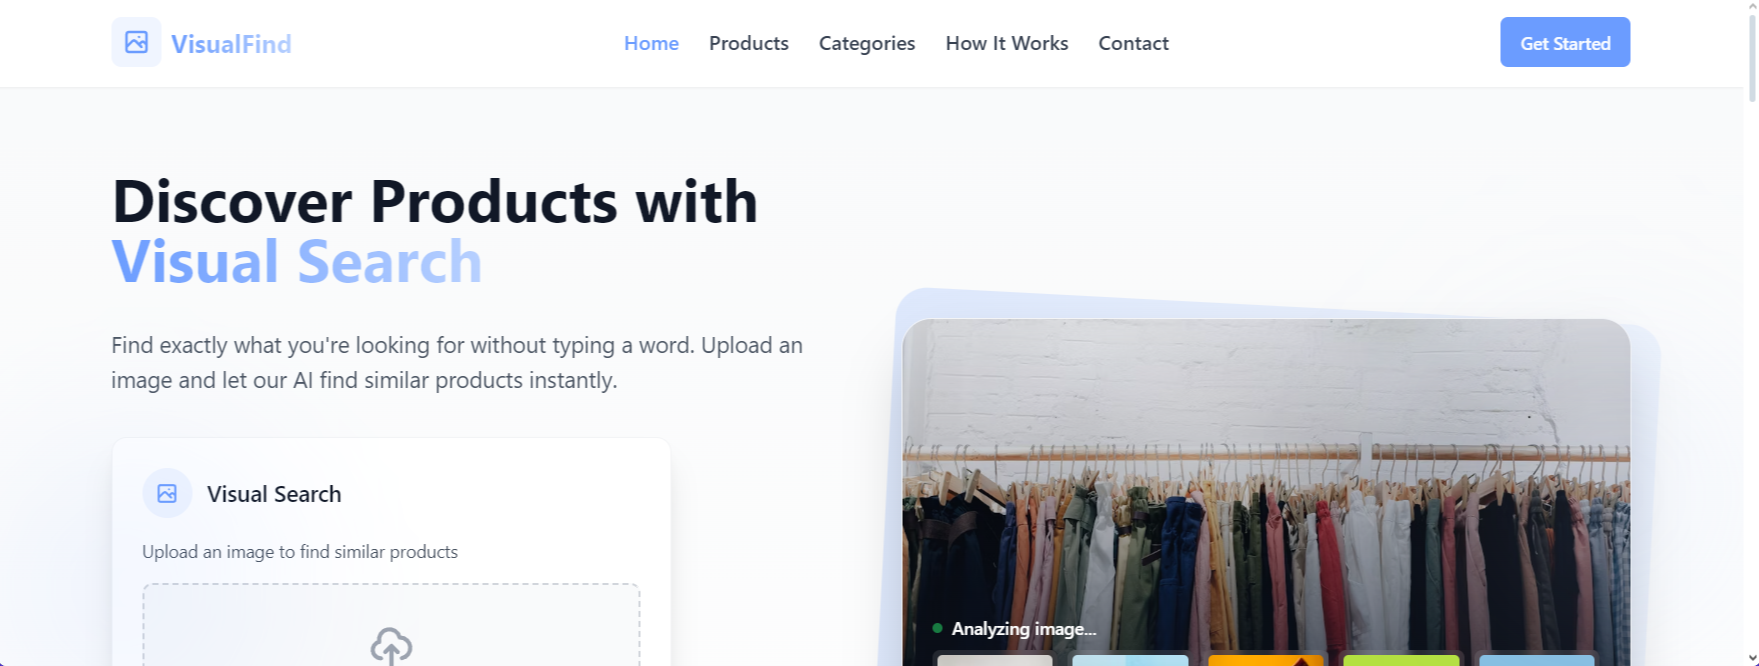 VisualFind
Home
Products
Categories
How It Works
Contact
Get Started
Discover Products with
Visual Search
Find exactly what you're looking for without typing a word. Upload an
image and let our AI find similar products instantly.
Visual Search
Upload an image to find similar products
Analyzing image...